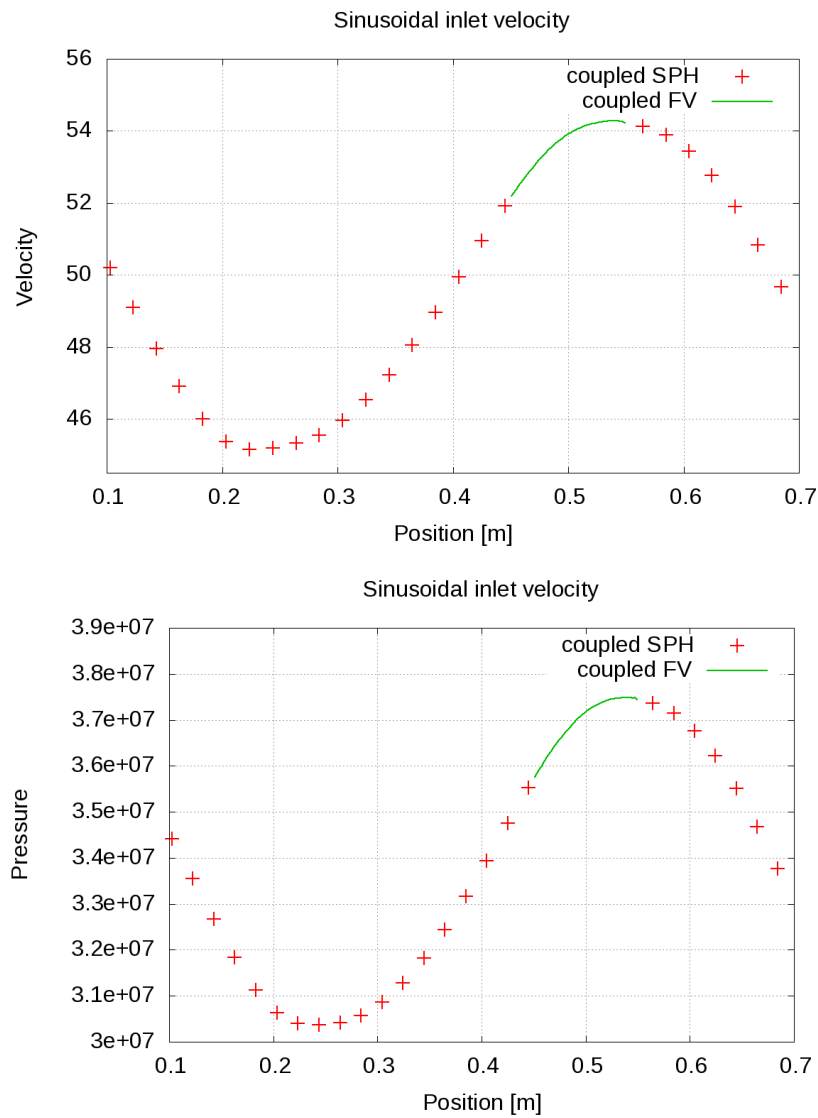 Sinusoidal inlet velocity
56
54
52
50
48
46
Velocity
coupled SPH
coupled FV
0.1 0.2 0.3 0.4 0.5 0.6 0.7
Position [m]
Sinusoidal inlet velocity
3.9e+07
3.8e+07
3.7e+07
3.6e+07
3.5e+07
3.4e+07
3.3e+07
3.2e+07
3.1e+07
3e+07
Pressure
coupled SPH
coupled FV
0.1 0.2 0.3 0.4 0.5 0.6 0.7
Position [m]